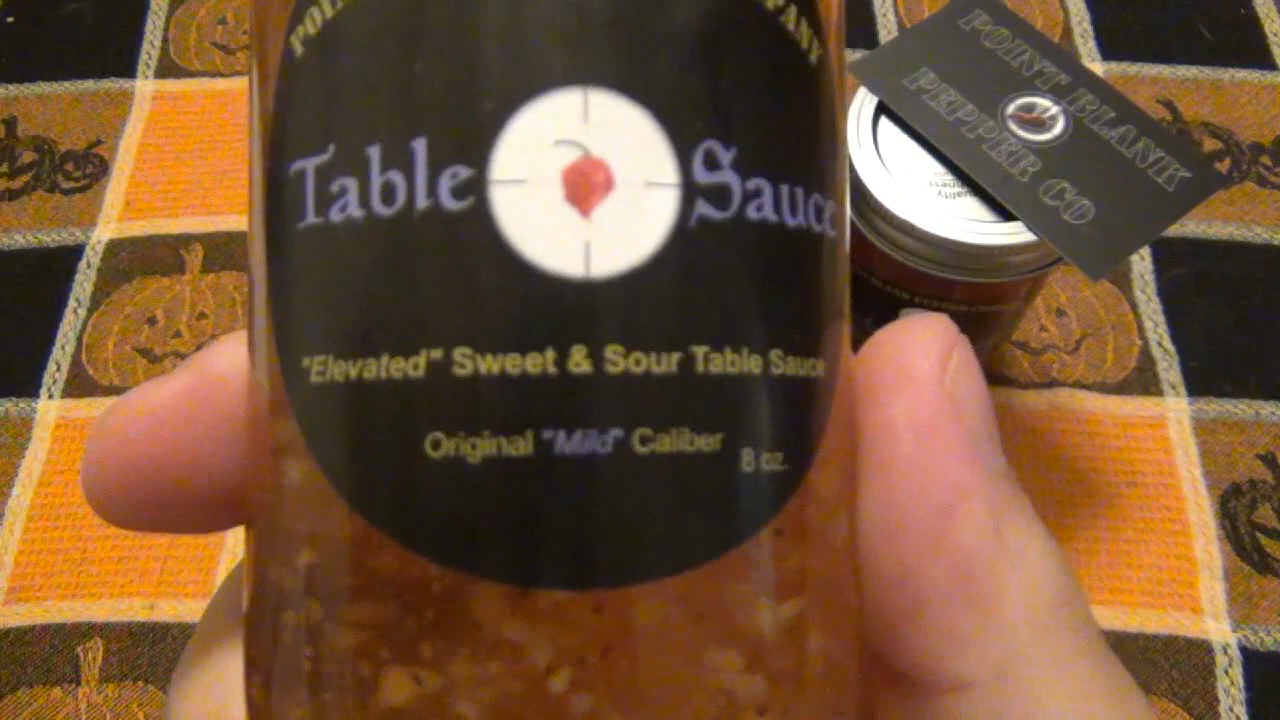 POINT BLANK
PEPPER CO
Table Sauce
"Elevated" Sweet & Sour Table Sauce
Original "Mild" Caliber
8 oz.